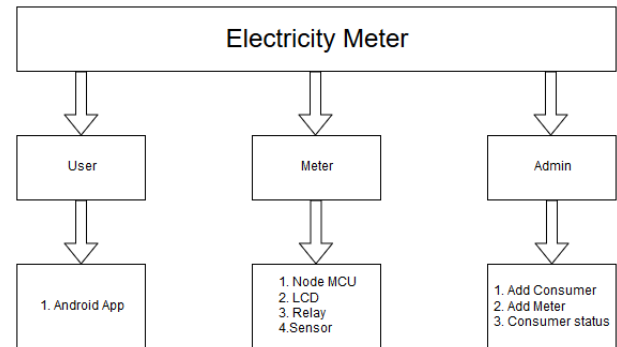 Electricity Meter
User
Meter
Admin
1. Android App
1. Node MCU
2. LCD
3. Relay
4.Sensor
1. Add Consumer
2. Add Meter
3. Consumer status